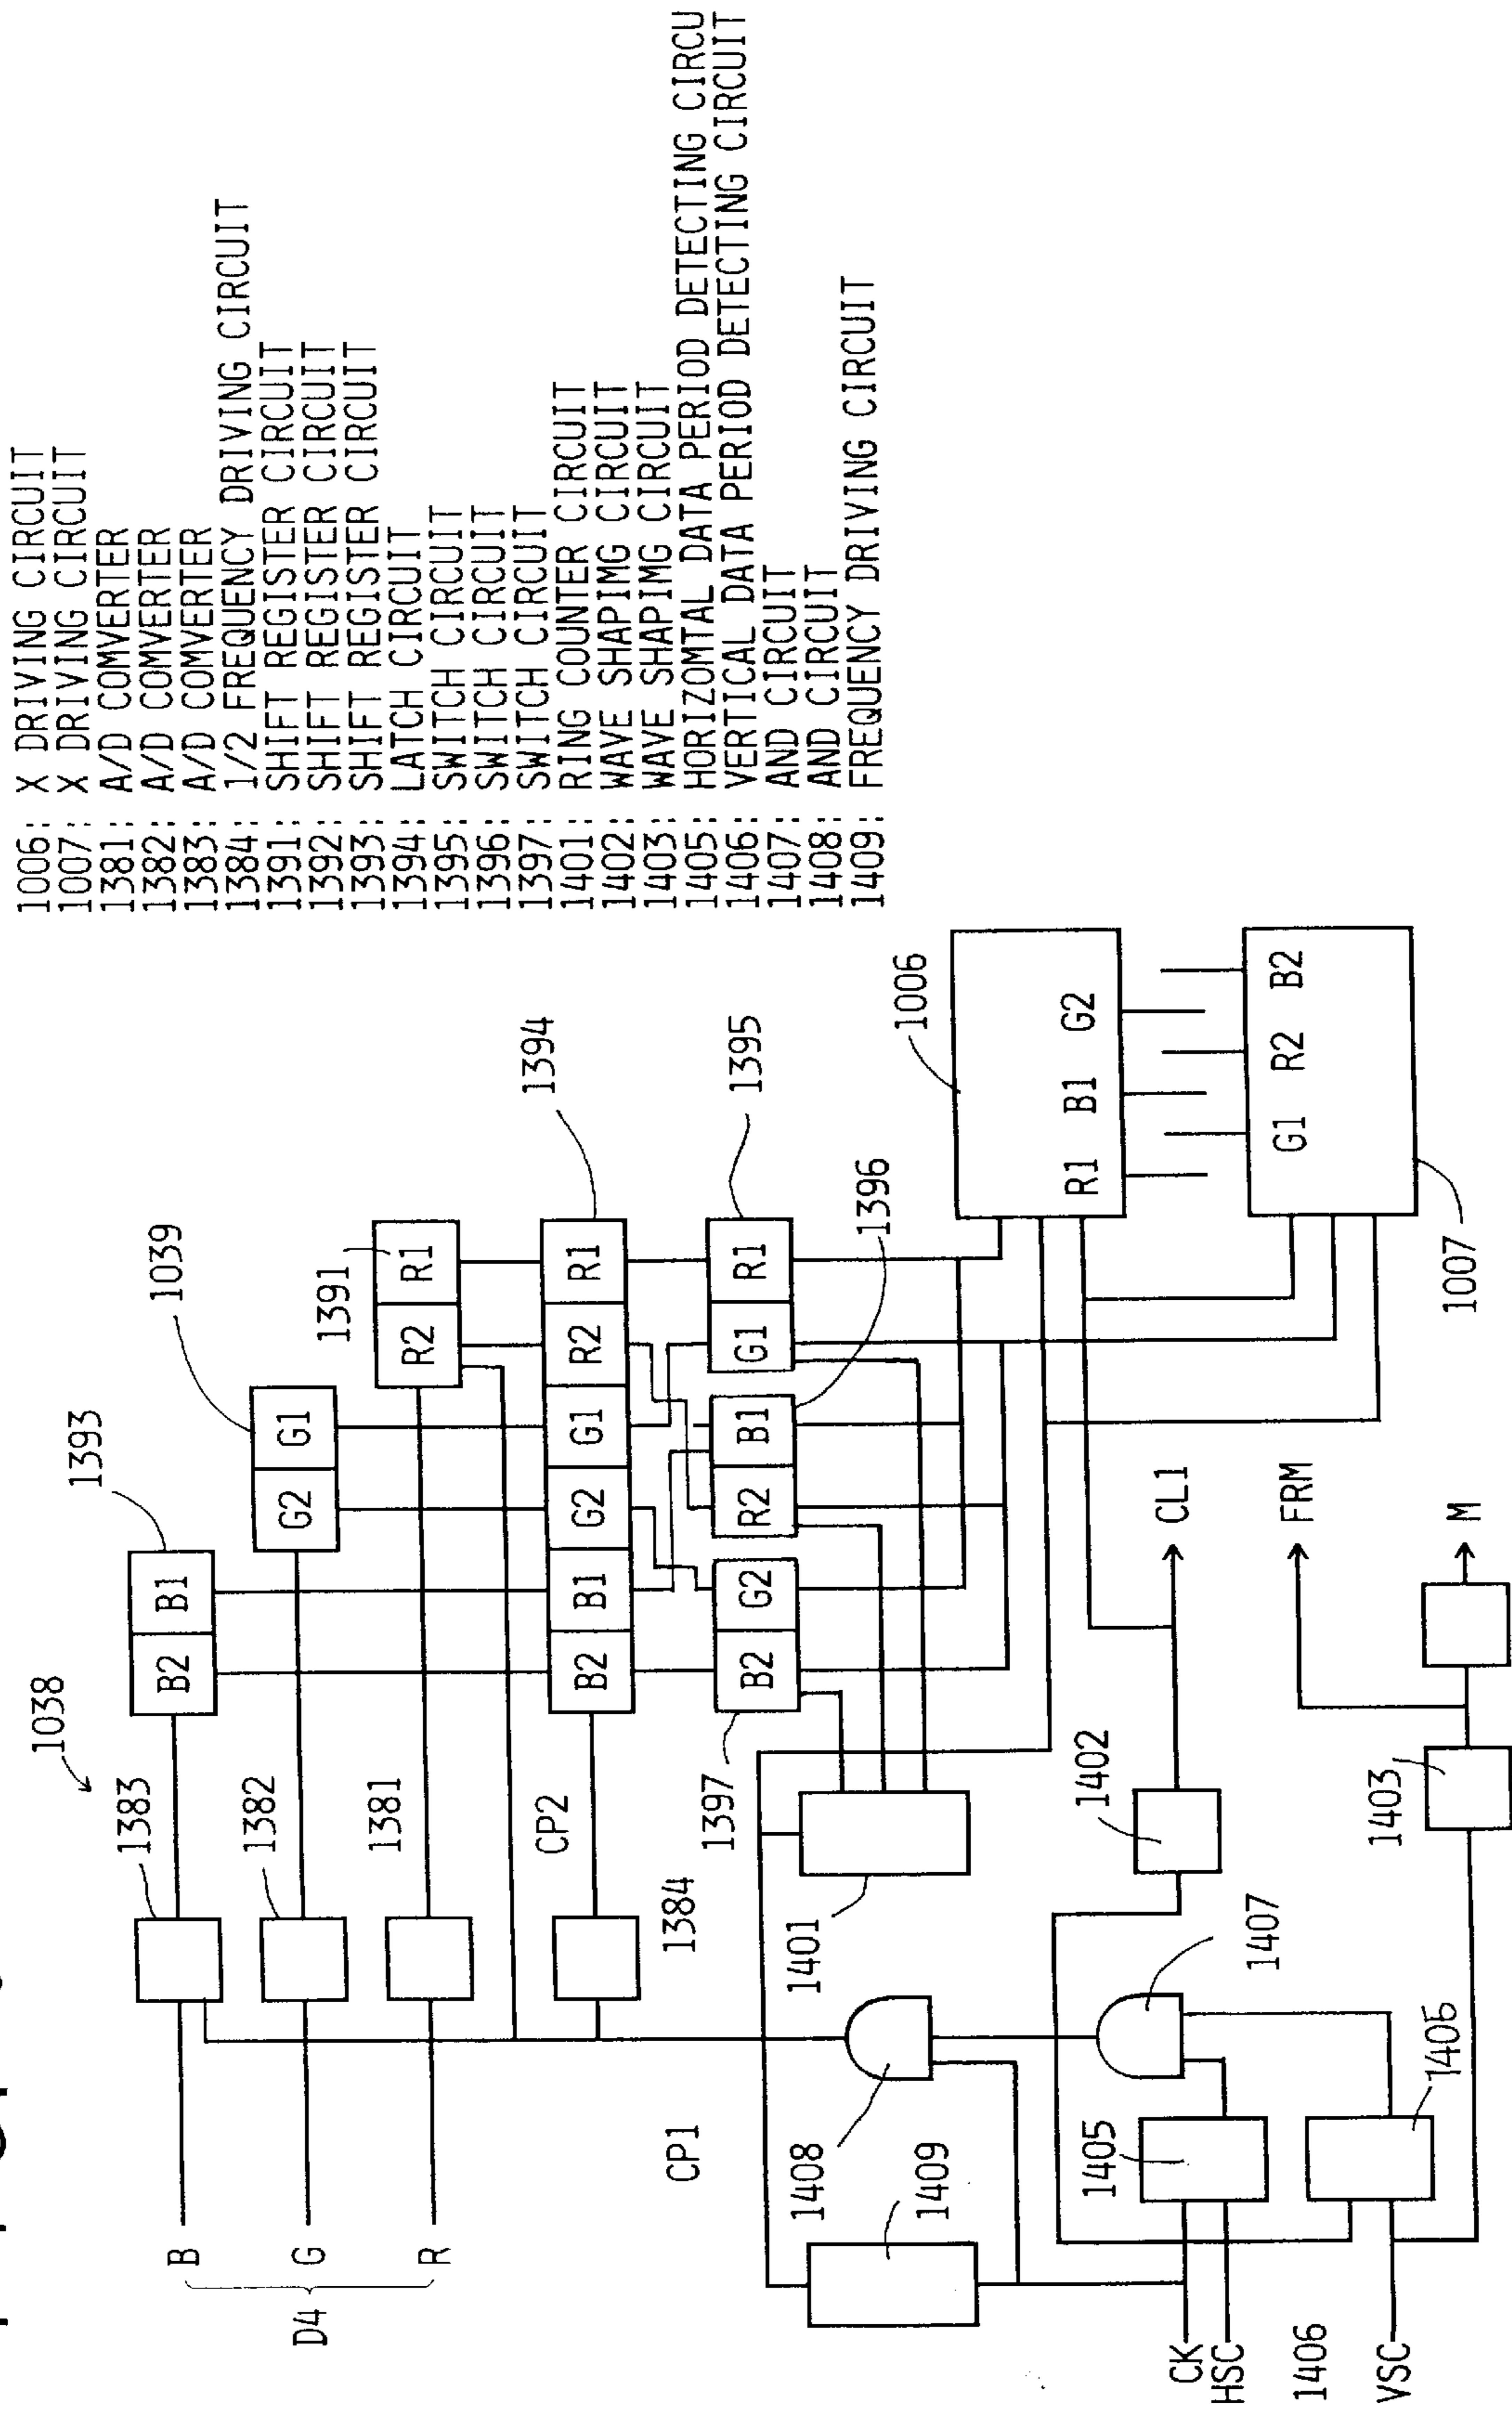 1006: X DRIVING CIRCUIT
1007: X DRIVING CIRCUIT
1381: A/D COMVERTER
1382: A/D COMVERTER
1383: A/D COMVERTER
1384: 1/2 FREQUENCY DRIVING CIRCUIT
1391: SHIFT REGISTER CIRCUIT
1392: SHIFT REGISTER CIRCUIT
1393: SHIFT REGISTER CIRCUIT
1394: LATCH CIRCUIT
1395: SWITCH CIRCUIT
1396: SWITCH CIRCUIT
1397: SWITCH CIRCUIT
1401: RING COUNTER CIRCUIT
1402: WAVE SHAPIMG CIRCUIT
1403: WAVE SHAPIMG CIRCUIT
1405: HORIZOMTAL DATA PERIOD DETECTING CIRCU
1406: VERTICAL DATA PERIOD DETECTING CIRCUIT
1407: AND CIRCUIT
1408: AND CIRCUIT
1409: FREQUENCY DRIVING CIRCUIT
1038
1393
1383
B
B2 B1
1039
1382
D4
G
G2 G1
1391
1381
R
R2 R1
1394
CP2
B2 B1 G2 G1 R2 R1
1384
1395
CP1
1397
B2 G2
R2 B1
G1 R1
1396
1401
1408
1409
1006
R1 B1 G2
1402
1407
1405
CK
HSC
CL1
G1 R2 B2
1007
1406
FRM
1406
VSC
1403
M